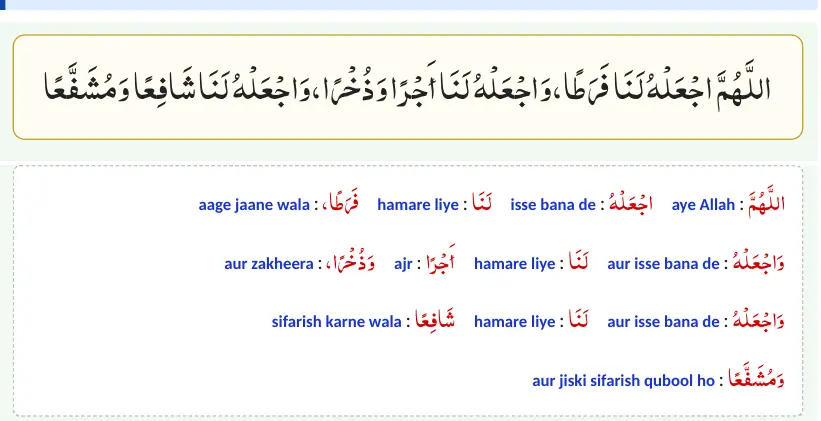 اللَّهُمَّ اجْعَلْهُ لَنَا فَرَطًا، وَاجْعَلْهُ لَنَا أَجْرًا وَذُخْرًا، وَاجْعَلْهُ لَنَا شَافِعًا وَمُشَفَّعًا
اللَّهُمَّ : aye Allah اجْعَلْهُ : isse bana de لَنَا : hamare liye فَرَطًا، : aage jaane wala
وَاجْعَلْهُ : aur isse bana de لَنَا : hamare liye أَجْرًا : ajr وَذُخْرًا، : aur zakheera
وَاجْعَلْهُ : aur isse bana de لَنَا : hamare liye شَافِعًا : sifarish karne wala
وَمُشَفَّعًا : aur jiski sifarish qubool ho